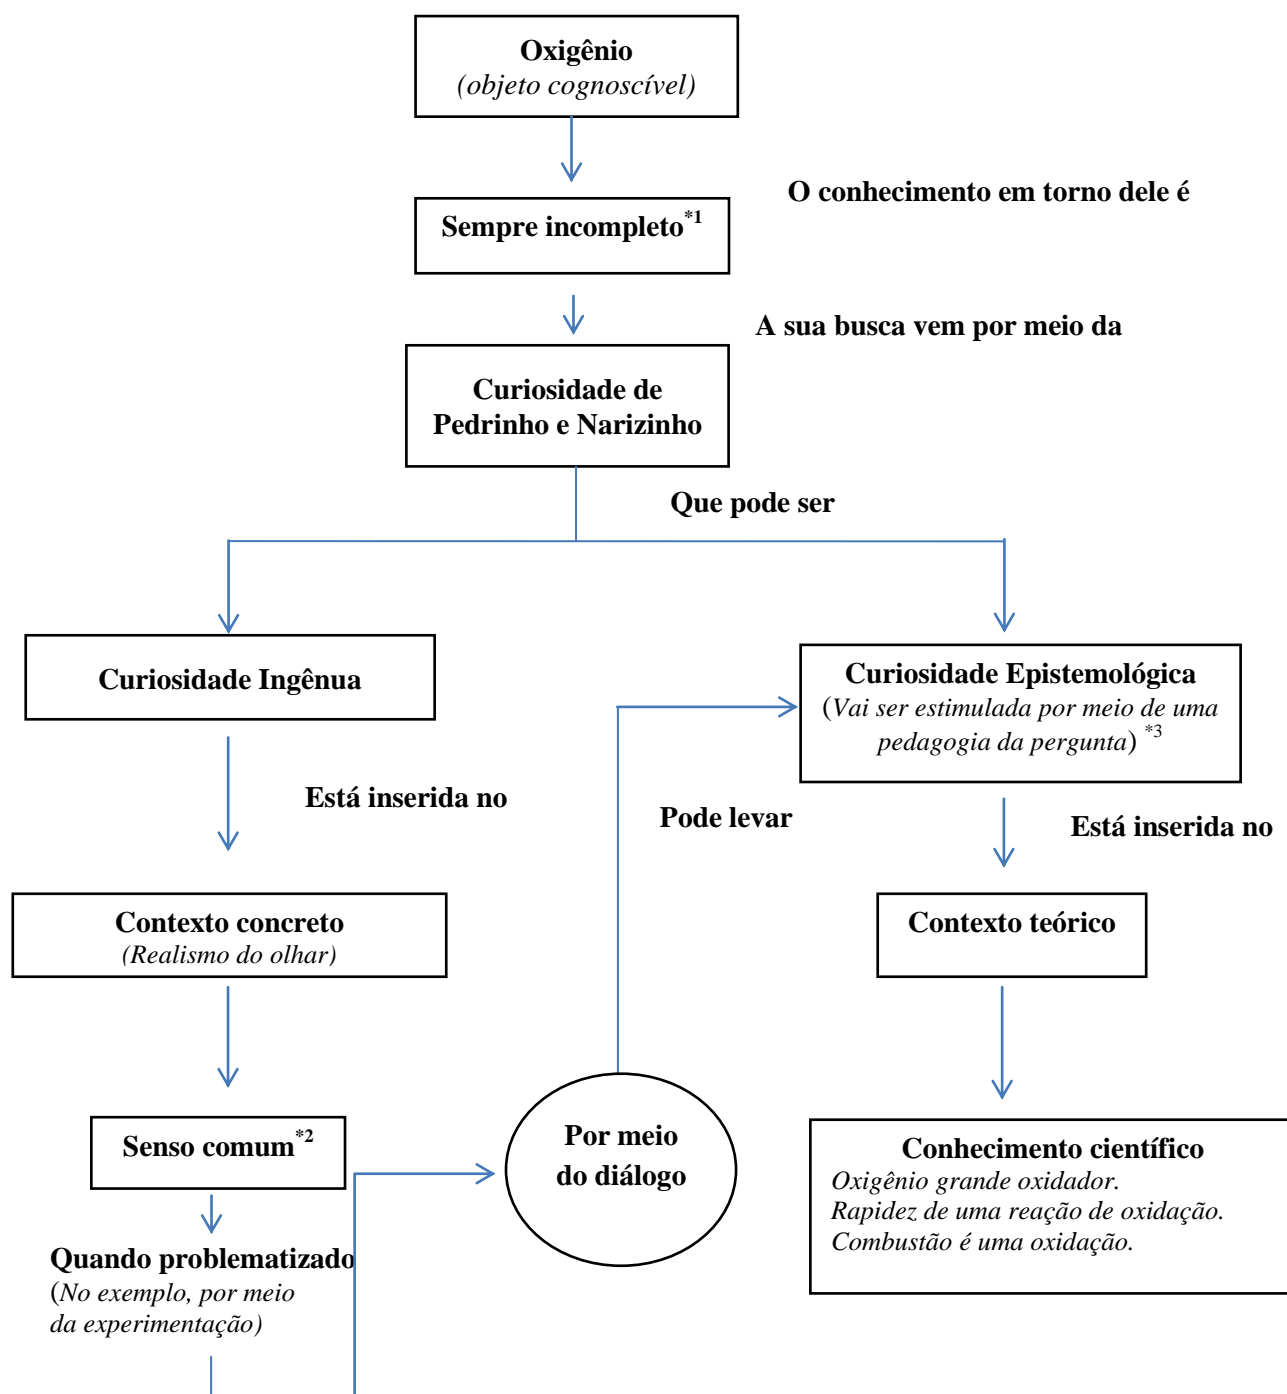 Oxigênio
(objeto cognoscível)
O conhecimento em torno dele é
Sempre incompleto*1
A sua busca vem por meio da
Curiosidade de
Pedrinho e Narizinho
Que pode ser
Curiosidade Ingênua
Curiosidade Epistemológica
(Vai ser estimulada por meio de uma
pedagogia da pergunta) *3
Está inserida no
Pode levar
Está inserida no
Contexto concreto
(Realismo do olhar)
Contexto teórico
Senso comum*2
Por meio
do diálogo
Conhecimento científico
Oxigênio grande oxidador.
Rapidez de uma reação de oxidação.
Combustão é uma oxidação.
Quando problematizado
(No exemplo, por meio
da experimentação)